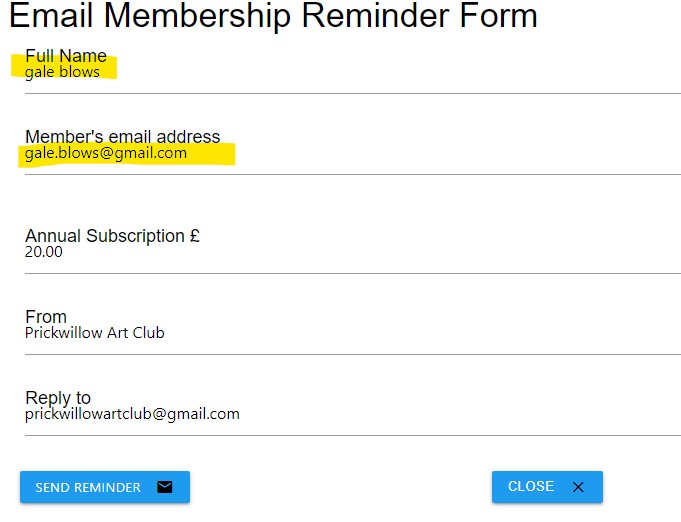 Email Membership Reminder Form
Full Name
gale blows
Member's email address
gale.blows@gmail.com
Annual Subscription £
20.00
From
Prickwillow Art Club
Reply to
prickwillowartclub@gmail.com
SEND REMINDER
CLOSE